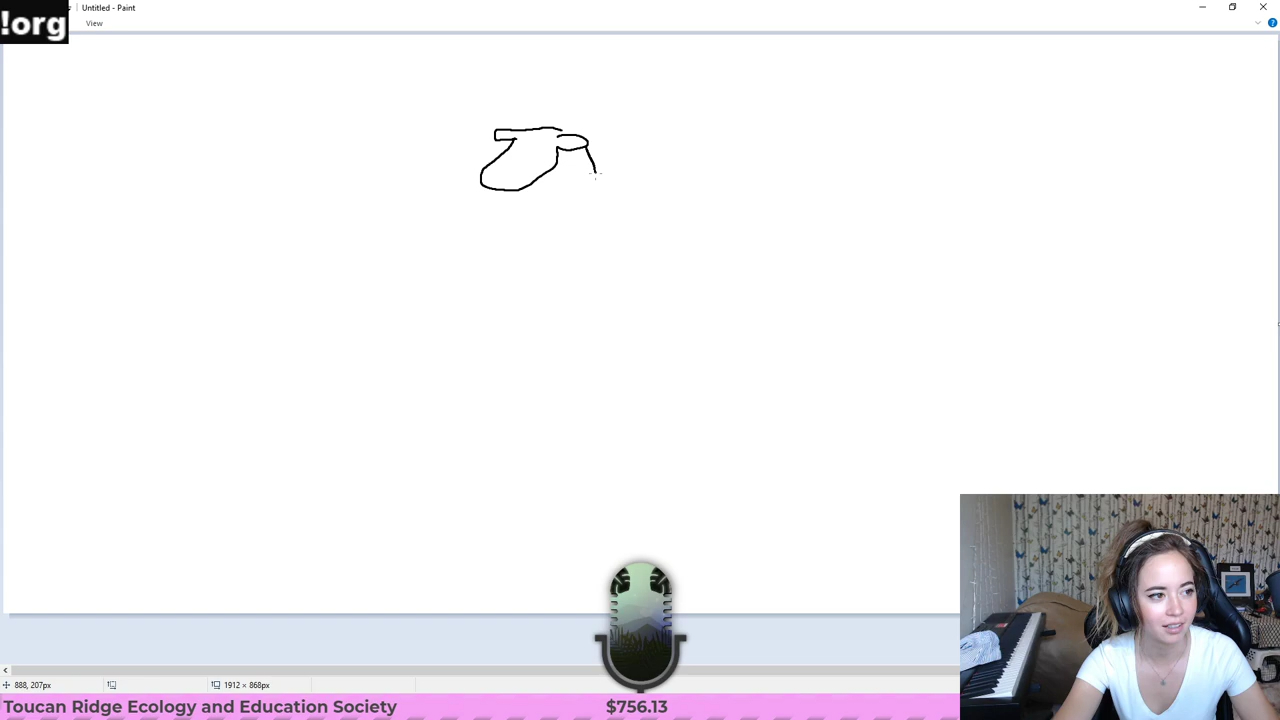 !org
Untitled - Paint
View
888, 207px
1912 × 868px
Toucan Ridge Ecology and Education Society
$756.13